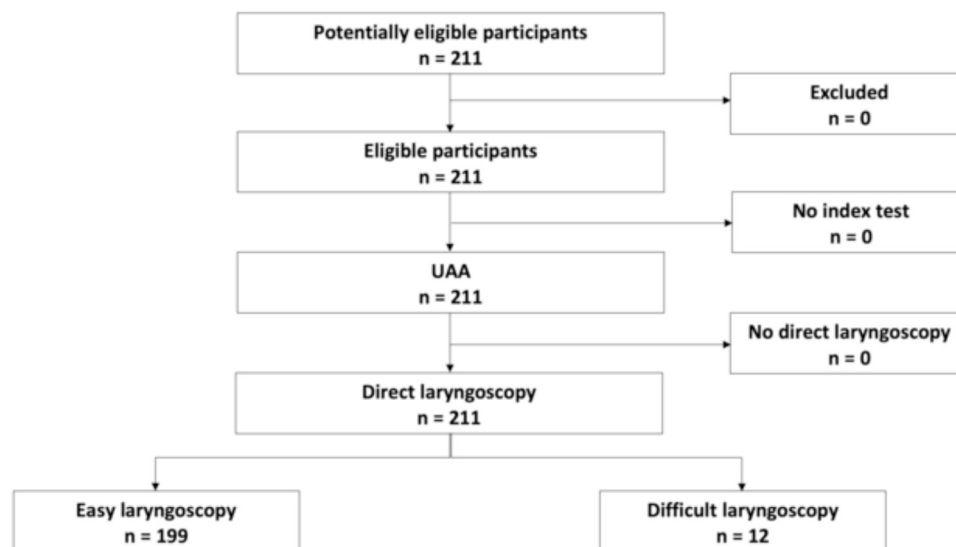 Potentially eligible participants
n = 211
Excluded
n = 0
Eligible participants
n = 211
No index test
n = 0
UAA
n = 211
No direct laryngoscopy
n = 0
Direct laryngoscopy
n = 211
Easy laryngoscopy
n = 199
Difficult laryngoscopy
n = 12